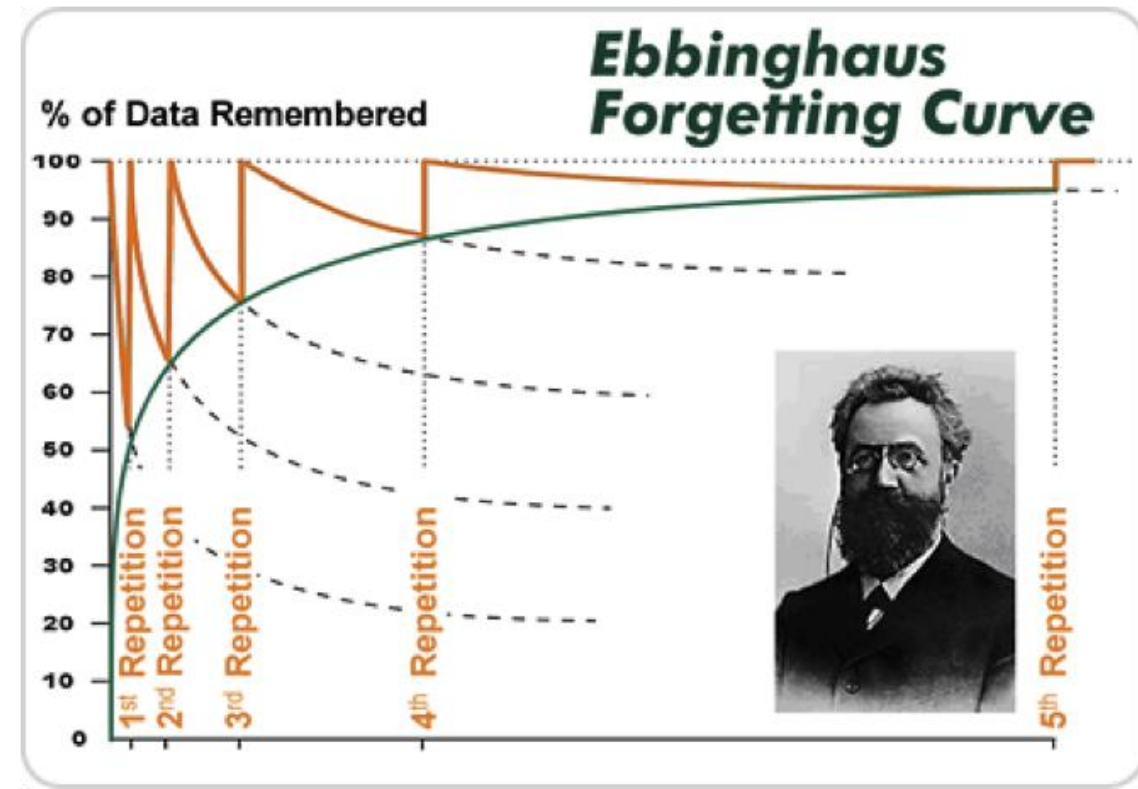 Ebbinghaus
Forgetting Curve
% of Data Remembered
100
90
80
70
60
50
40
30
20
10
0
1st Repetition
2nd Repetition
3rd Repetition
4th Repetition
5th Repetition